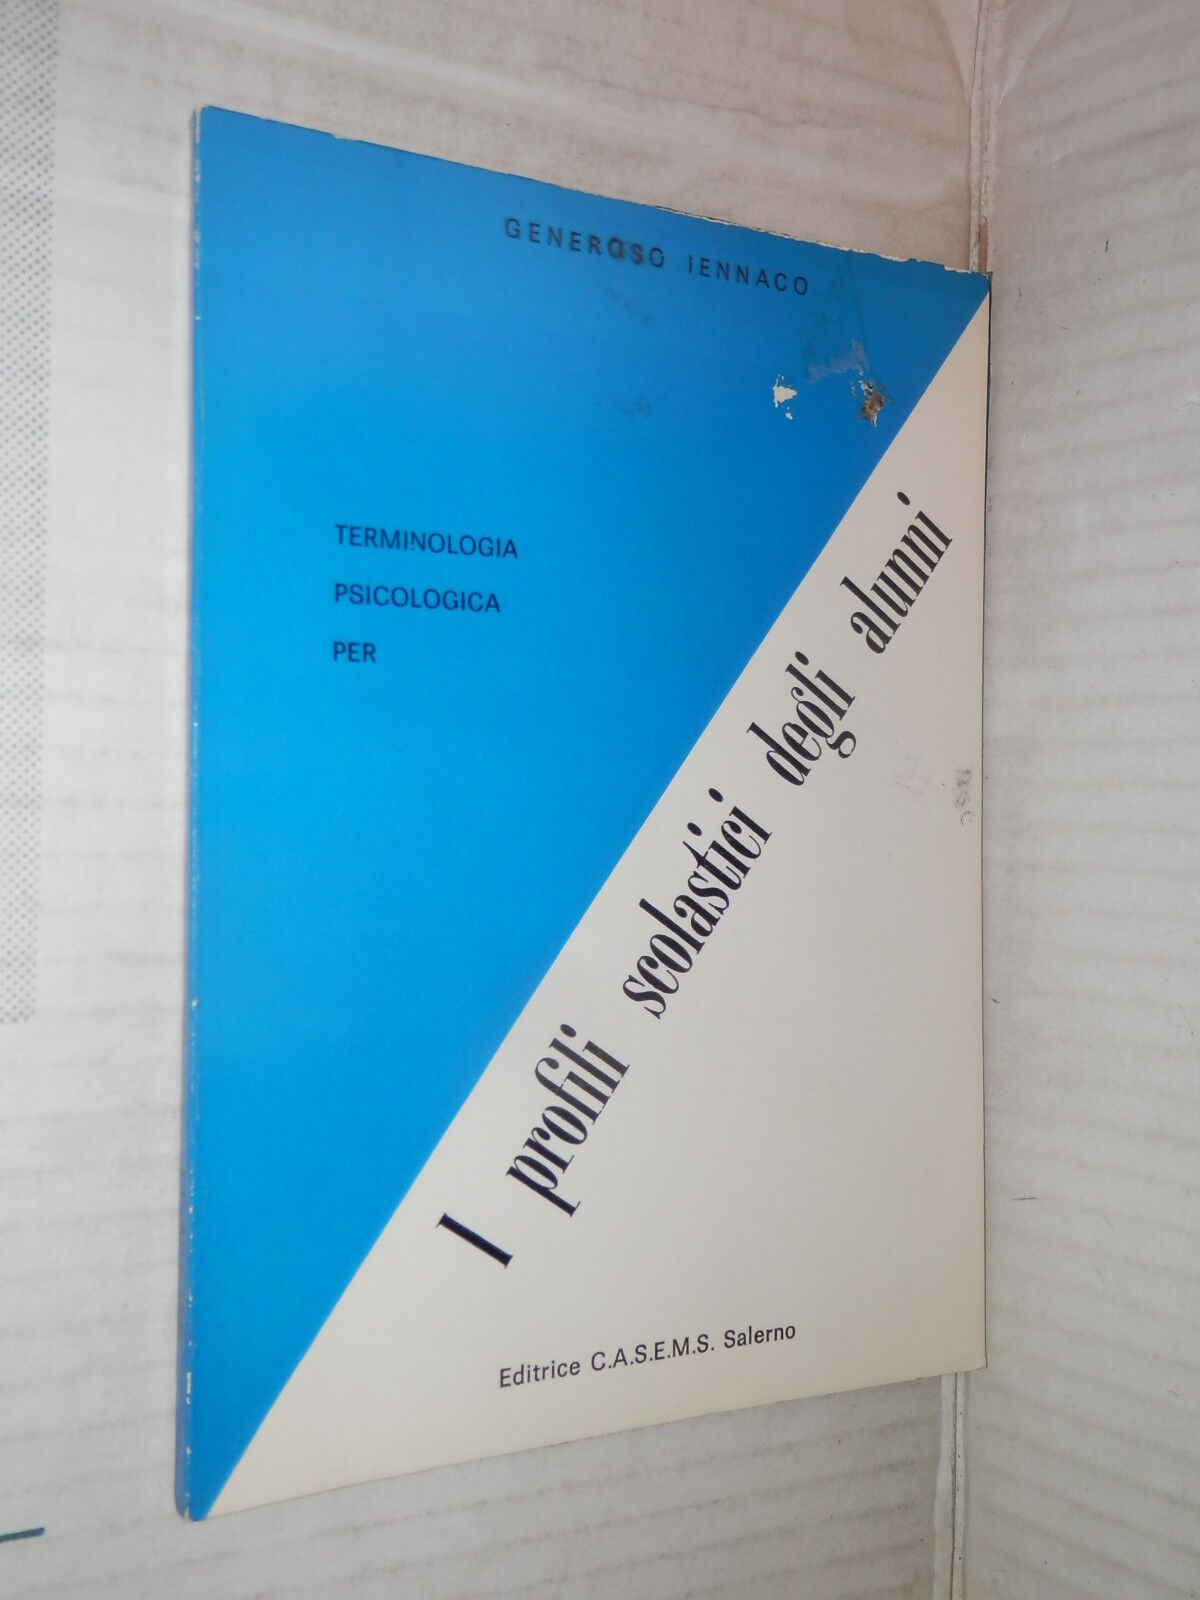 GENEROSO IENNACO
TERMINOLOGIA
PSICOLOGICA
PER
I profili scolastici degli alunni
Editrice C.A.S.E.M.S. Salerno